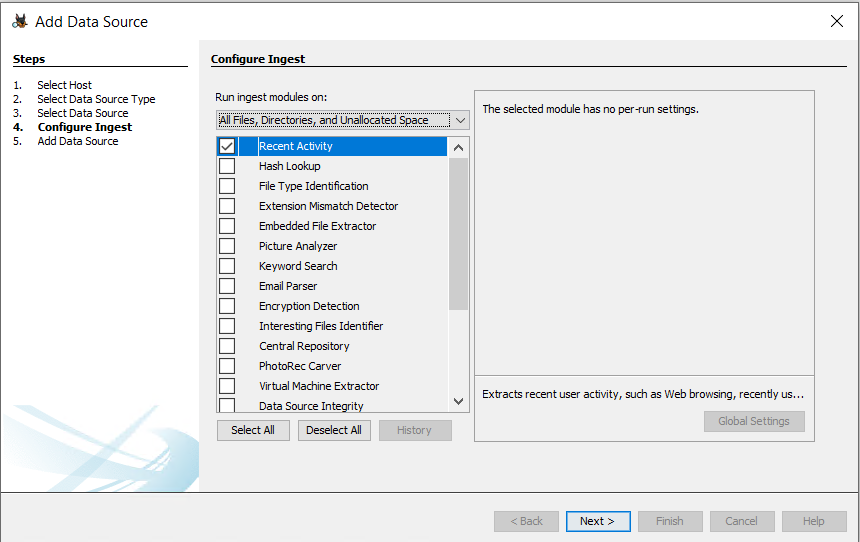 Add Data Source
Steps
1. Select Host
2. Select Data Source Type
3. Select Data Source
4. Configure Ingest
5. Add Data Source
Configure Ingest
Run ingest modules on:
All Files, Directories, and Unallocated Space
Recent Activity
Hash Lookup
File Type Identification
Extension Mismatch Detector
Embedded File Extractor
Picture Analyzer
Keyword Search
Email Parser
Encryption Detection
Interesting Files Identifier
Central Repository
PhotoRec Carver
Virtual Machine Extractor
Data Source Integrity
Select All
Deselect All
History
The selected module has no per-run settings.
Extracts recent user activity, such as Web browsing, recently us...
Global Settings
< Back
Next >
Finish
Cancel
Help